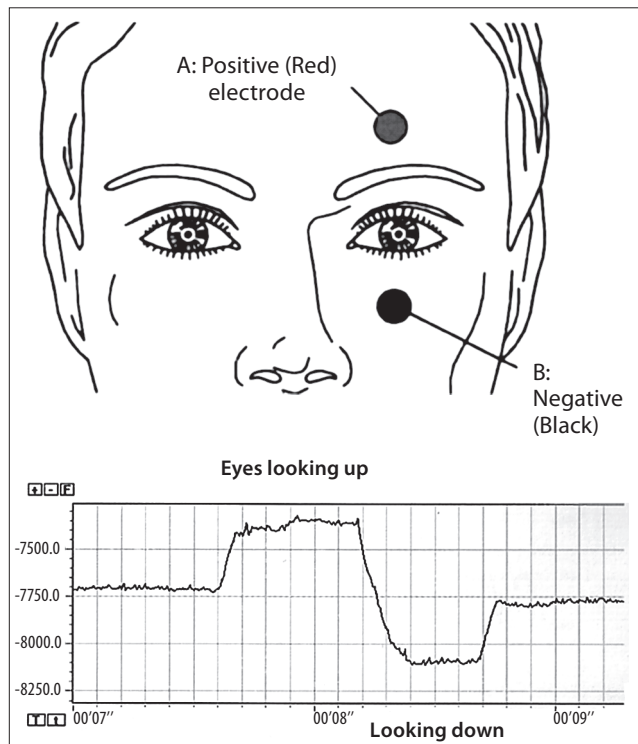 A: Positive (Red)
electrode
B:
Negative
(Black)
Eyes looking up
-7500.0
-7750.0
-8000.0
-8250.0
00'07'' 00'08'' 00'09''
Looking down